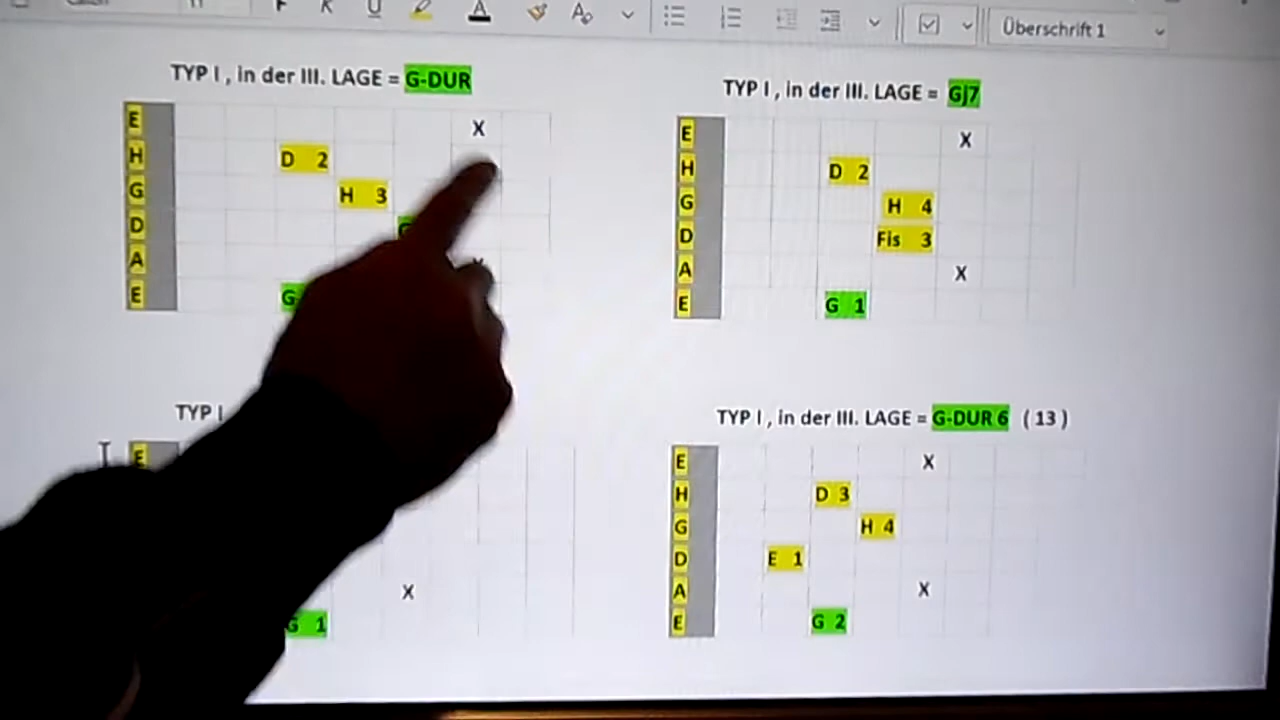 F K U A Überschrift 1
TYP I , in der III. LAGE = G-DUR
E X
H D 2
G H 3
D G
A
E G
TYP I , in der III. LAGE = Gj7
E X
H D 2
G H 4
D Fis 3
A X
E G 1
TYP I
E
X
G 1
TYP I , in der III. LAGE = G-DUR 6 ( 13 )
E X
H D 3
G H 4
D E 1
A X
E G 2